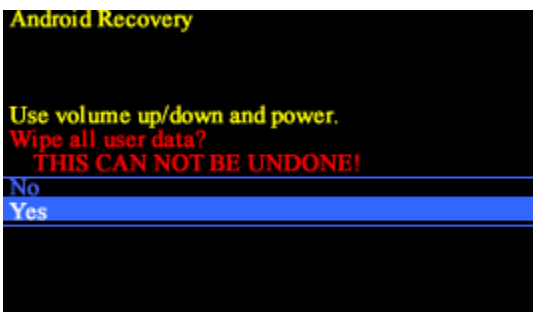 Android Recovery
Use volume up/down and power.
Wipe all user data?
THIS CAN NOT BE UNDONE!
No
Yes